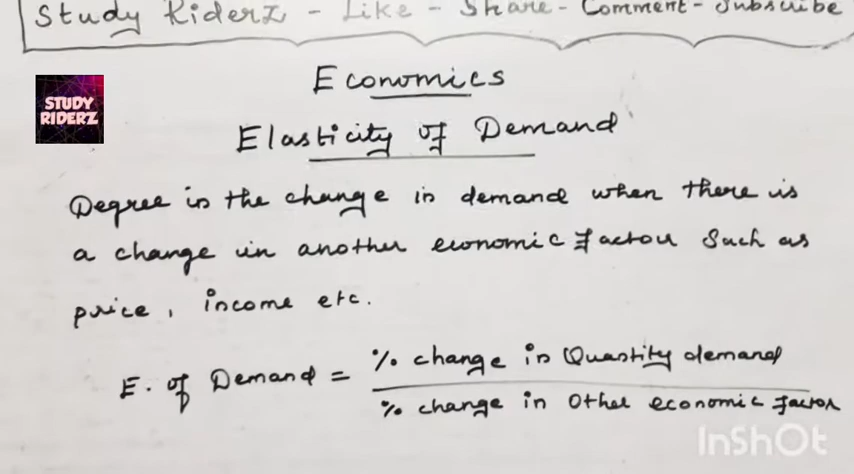 Study Riderz - Like - Share - Comment - Subscribe
Economics
STUDY
RIDERZ
Elasticity of Demand
Degree in the change in demand when there is
a change in another economic factor such as
price, income etc.
E. of Demand = % change in Quantity demand
% change in Other economic factor
InShOt